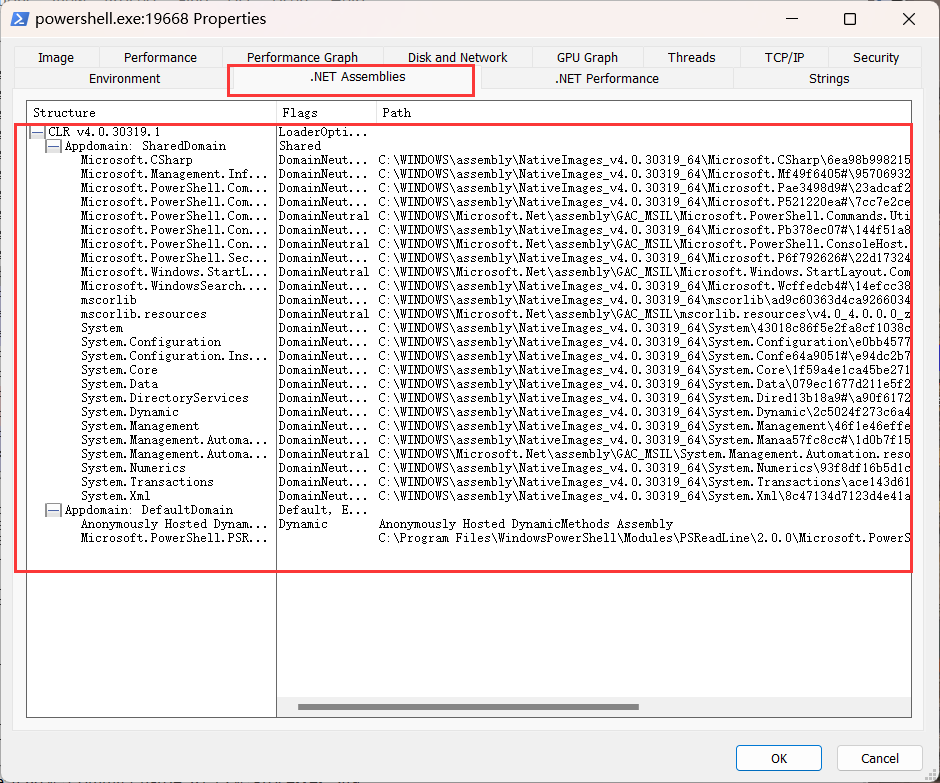 powershell.exe:19668 Properties
Image Performance Performance Graph Disk and Network GPU Graph Threads TCP/IP Security
Environment .NET Assemblies .NET Performance Strings
Structure Flags Path
CLR v4.0.30319.1 LoaderOpti...
Appdomain: SharedDomain Shared
Microsoft.CSharp DomainNeut... C:\WINDOWS\assembly\NativeImages_v4.0.30319_64\Microsoft.CSharp\6ea98b998215
Microsoft.Management.Inf... DomainNeut... C:\WINDOWS\assembly\NativeImages_v4.0.30319_64\Microsoft.Mf49f6405#\95706932
Microsoft.PowerShell.Com... DomainNeut... C:\WINDOWS\assembly\NativeImages_v4.0.30319_64\Microsoft.Pae3498d9#\23adcaf2
Microsoft.PowerShell.Com... DomainNeut... C:\WINDOWS\assembly\NativeImages_v4.0.30319_64\Microsoft.P521220ea#\7cc7e2ce
Microsoft.PowerShell.Com... DomainNeutral C:\WINDOWS\Microsoft.Net\assembly\GAC_MSIL\Microsoft.PowerShell.Commands.Uti
Microsoft.PowerShell.Con... DomainNeut... C:\WINDOWS\assembly\NativeImages_v4.0.30319_64\Microsoft.Pb378ec07#\144f51a8
Microsoft.PowerShell.Con... DomainNeutral C:\WINDOWS\Microsoft.Net\assembly\GAC_MSIL\Microsoft.PowerShell.ConsoleHost.
Microsoft.PowerShell.Sec... DomainNeut... C:\WINDOWS\assembly\NativeImages_v4.0.30319_64\Microsoft.P6f792626#\22d17324
Microsoft.Windows.StartL... DomainNeutral C:\WINDOWS\Microsoft.Net\assembly\GAC_MSIL\Microsoft.Windows.StartLayout.Com
Microsoft.WindowsSearch.... DomainNeut... C:\WINDOWS\assembly\NativeImages_v4.0.30319_64\Microsoft.Wcffedcb4#\14efcc38
mscorlib DomainNeut... C:\WINDOWS\assembly\NativeImages_v4.0.30319_64\mscorlib\ad9c60363d4ca9266034
mscorlib.resources DomainNeutral C:\WINDOWS\Microsoft.Net\assembly\GAC_MSIL\mscorlib.resources\v4.0_4.0.0.0_z
System DomainNeut... C:\WINDOWS\assembly\NativeImages_v4.0.30319_64\System\43018c86f5e2fa8cf1038c
System.Configuration DomainNeut... C:\WINDOWS\assembly\NativeImages_v4.0.30319_64\System.Configuration\e0bb4577
System.Configuration.Ins... DomainNeut... C:\WINDOWS\assembly\NativeImages_v4.0.30319_64\System.Confe64a9051#\e94dc2b7
System.Core DomainNeut... C:\WINDOWS\assembly\NativeImages_v4.0.30319_64\System.Core\1f59a4e1ca45be271
System.Data DomainNeut... C:\WINDOWS\assembly\NativeImages_v4.0.30319_64\System.Data\079ec1677d211e5f2
System.DirectoryServices DomainNeut... C:\WINDOWS\assembly\NativeImages_v4.0.30319_64\System.Dired13b18a9#\a90f6172
System.Dynamic DomainNeut... C:\WINDOWS\assembly\NativeImages_v4.0.30319_64\System.Dynamic\2c5024f273c6a4
System.Management DomainNeut... C:\WINDOWS\assembly\NativeImages_v4.0.30319_64\System.Management\46f1e46effe
System.Management.Automa... DomainNeut... C:\WINDOWS\assembly\NativeImages_v4.0.30319_64\System.Manaa57fc8cc#\1d0b7f15
System.Management.Automa... DomainNeutral C:\WINDOWS\Microsoft.Net\assembly\GAC_MSIL\System.Management.Automation.reso
System.Numerics DomainNeut... C:\WINDOWS\assembly\NativeImages_v4.0.30319_64\System.Numerics\93f8df16b5d1c
System.Transactions DomainNeut... C:\WINDOWS\assembly\NativeImages_v4.0.30319_64\System.Transactions\ace143d61
System.Xml DomainNeut... C:\WINDOWS\assembly\NativeImages_v4.0.30319_64\System.Xml\8c47134d7123d4e41a
Appdomain: DefaultDomain Default, E...
Anonymously Hosted Dynam... Dynamic Anonymously Hosted DynamicMethods Assembly
Microsoft.PowerShell.PSR... C:\Program Files\WindowsPowerShell\Modules\PSReadLine\2.0.0\Microsoft.PowerS
OK Cancel